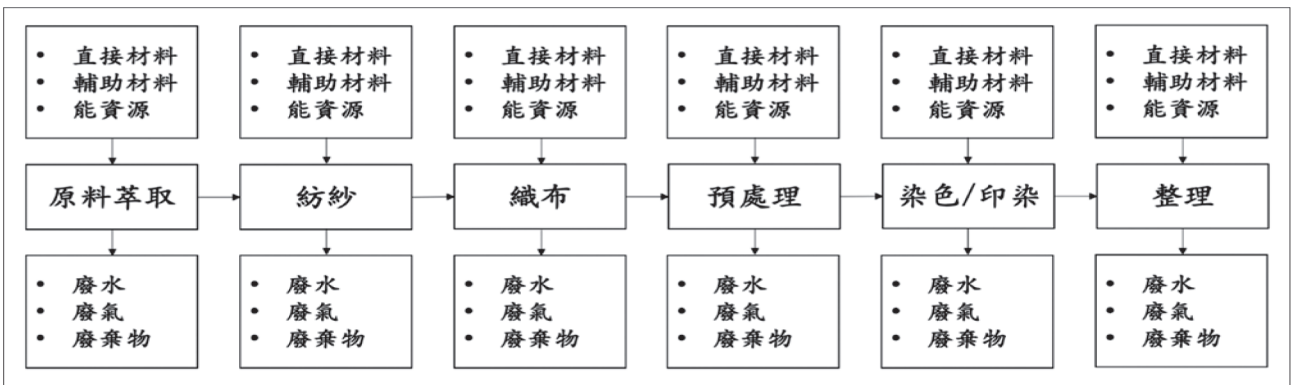 • 直接材料
• 輔助材料
• 能資源
• 直接材料
• 輔助材料
• 能資源
• 直接材料
• 輔助材料
• 能資源
• 直接材料
• 輔助材料
• 能資源
• 直接材料
• 輔助材料
• 能資源
• 直接材料
• 輔助材料
• 能資源
原料萃取
紡紗
織布
預處理
染色/印染
整理
• 廢水
• 廢氣
• 廢棄物
• 廢水
• 廢氣
• 廢棄物
• 廢水
• 廢氣
• 廢棄物
• 廢水
• 廢氣
• 廢棄物
• 廢水
• 廢氣
• 廢棄物
• 廢水
• 廢氣
• 廢棄物